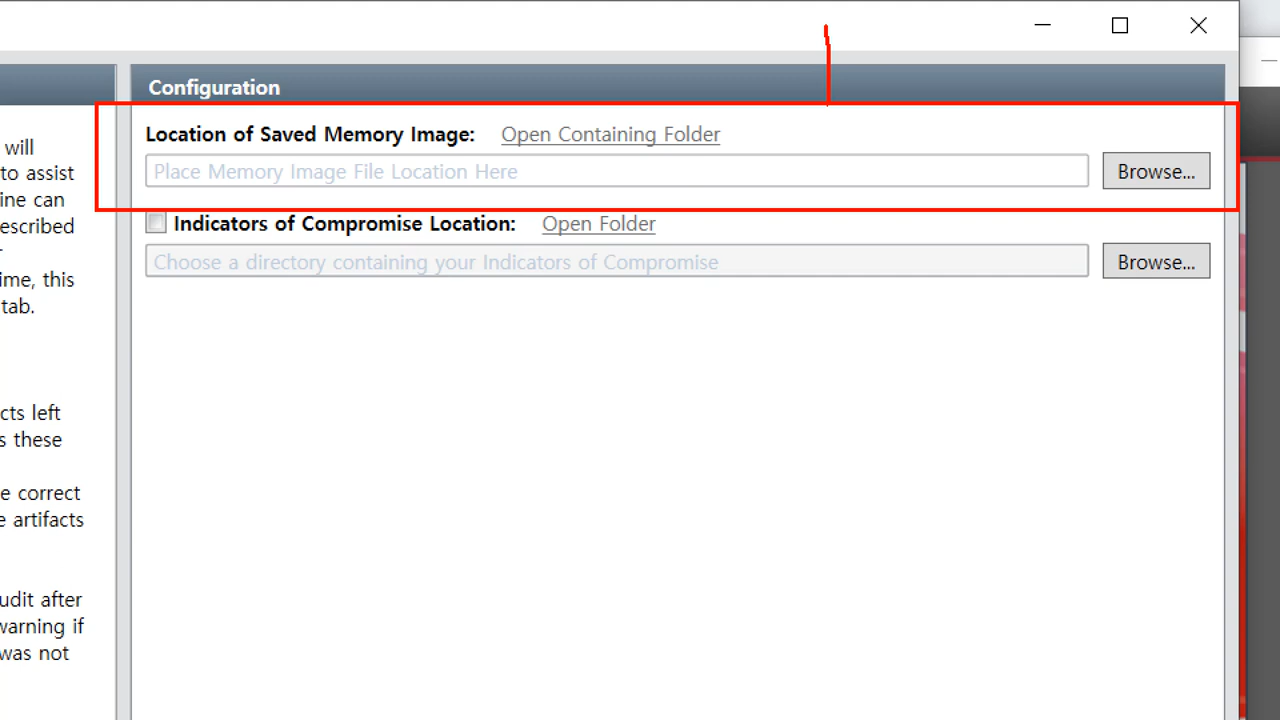 Configuration
Location of Saved Memory Image: Open Containing Folder
Place Memory Image File Location Here Browse...
Indicators of Compromise Location: Open Folder
Choose a directory containing your Indicators of Compromise Browse...
will
to assist
ine can
escribed
ime, this
tab.
cts left
s these
e correct
e artifacts
udit after
warning if
was not